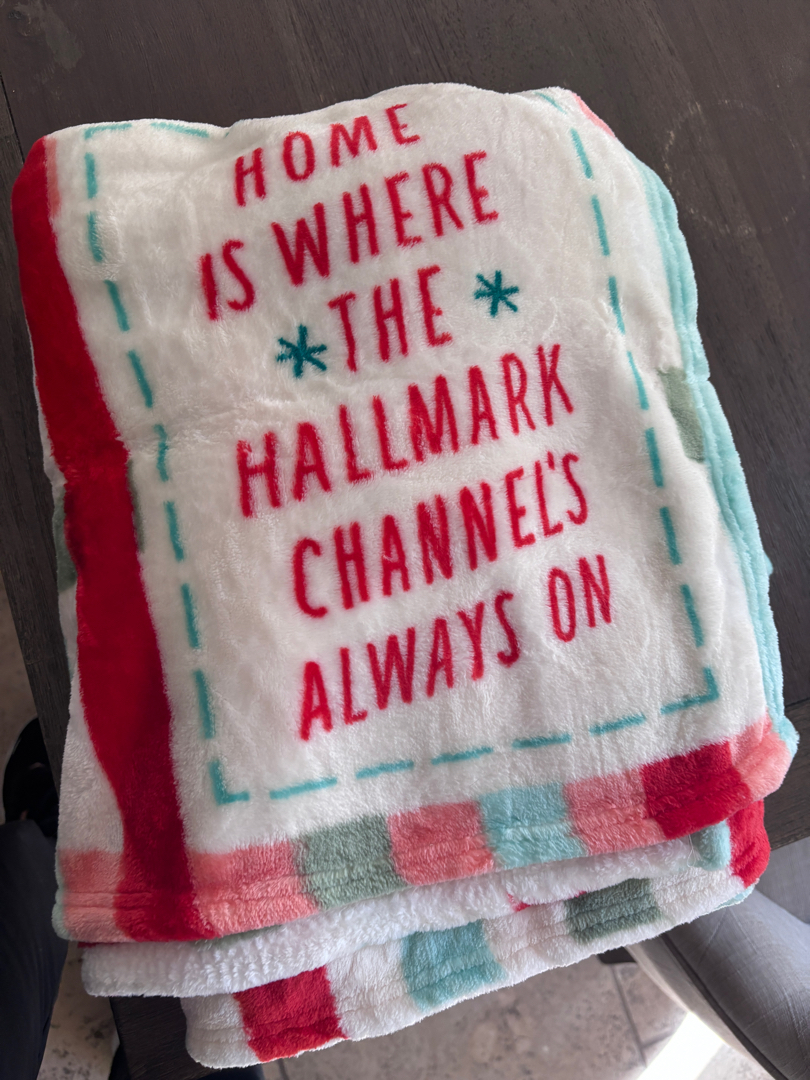 HOME
IS WHERE
THE
HALLMARK
CHANNEL'S
ALWAYS ON